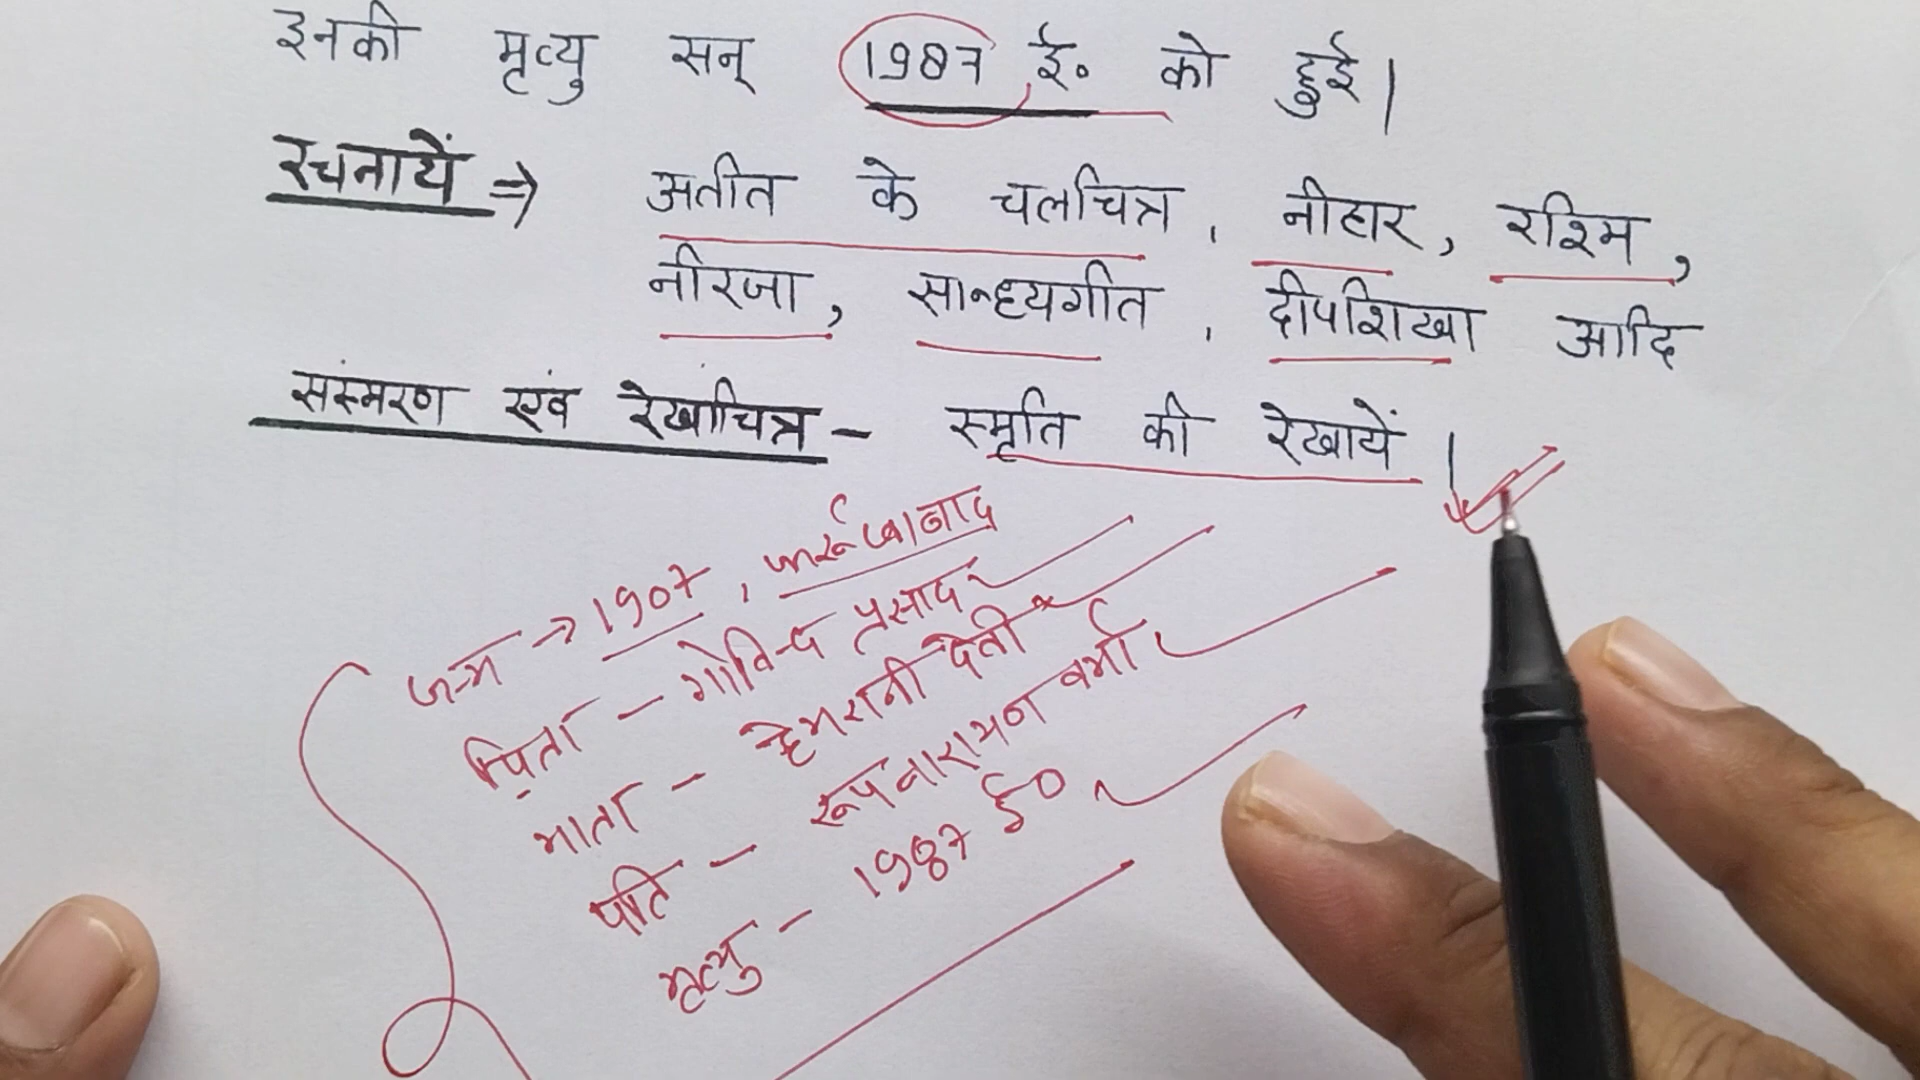 इनकी मृत्यु सन् 1987 ई० को हुई।
रचनायें ⇒ अतीत के चलचित्र, नीहार, रश्मि,
नीरजा, सान्ध्यगीत, दीपशिखा आदि
संस्मरण एवं रेखाचित्र - स्मृति की रेखायें।
जन्म → 1907, फर्रूखाबाद
पिता - गोविन्द प्रसाद
माता - हेमरानी देवी
पति - रूपनारायण वर्मा
मृत्यु - 1987 ई०